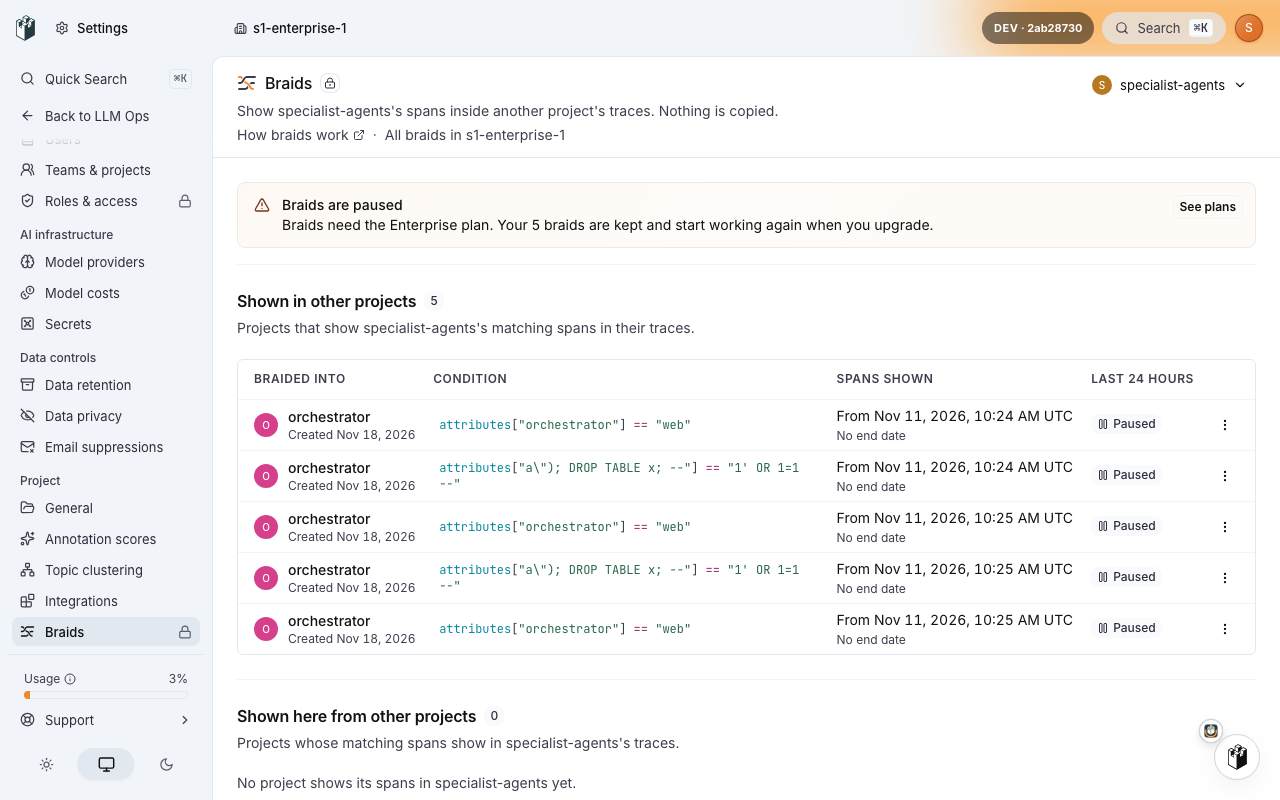 Settings
s1-enterprise-1
DEV · 2ab28730
Search ⌘K
S
Quick Search ⌘K
Back to LLM Ops
Users
Teams & projects
Roles & access
AI infrastructure
Model providers
Model costs
Secrets
Data controls
Data retention
Data privacy
Email suppressions
Project
General
Annotation scores
Topic clustering
Integrations
Braids
Usage 3%
Support
Braids
S specialist-agents
Show specialist-agents's spans inside another project's traces. Nothing is copied.
How braids work · All braids in s1-enterprise-1
Braids are paused
Braids need the Enterprise plan. Your 5 braids are kept and start working again when you upgrade.
See plans
Shown in other projects 5
Projects that show specialist-agents's matching spans in their traces.
BRAIDED INTO CONDITION SPANS SHOWN LAST 24 HOURS
O orchestrator
Created Nov 18, 2026
attributes["orchestrator"] == "web"
From Nov 11, 2026, 10:24 AM UTC
No end date
Paused
O orchestrator
Created Nov 18, 2026
attributes["a\"); DROP TABLE x; --"] == "1' OR 1=1
--"
From Nov 11, 2026, 10:24 AM UTC
No end date
Paused
O orchestrator
Created Nov 18, 2026
attributes["orchestrator"] == "web"
From Nov 11, 2026, 10:25 AM UTC
No end date
Paused
O orchestrator
Created Nov 18, 2026
attributes["a\"); DROP TABLE x; --"] == "1' OR 1=1
--"
From Nov 11, 2026, 10:25 AM UTC
No end date
Paused
O orchestrator
Created Nov 18, 2026
attributes["orchestrator"] == "web"
From Nov 11, 2026, 10:25 AM UTC
No end date
Paused
Shown here from other projects 0
Projects whose matching spans show in specialist-agents's traces.
No project shows its spans in specialist-agents yet.